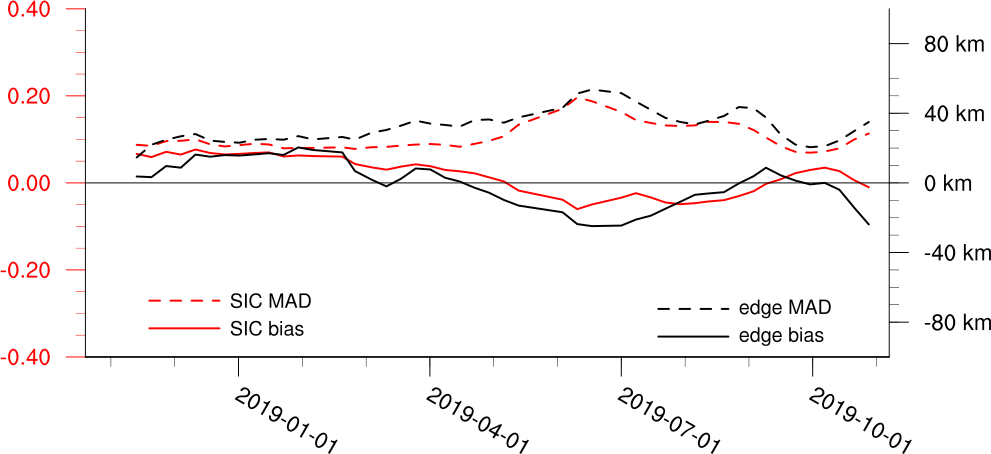 0.40
0.20
0.00
-0.20
-0.40
80 km
40 km
0 km
-40 km
-80 km
SIC MAD
SIC bias
edge MAD
edge bias
2019-01-01
2019-04-01
2019-07-01
2019-10-01